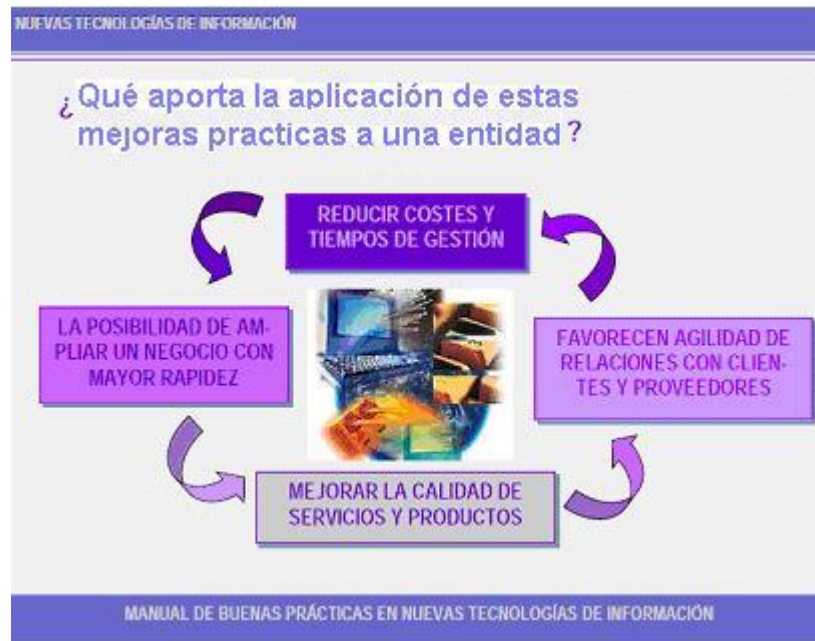 NUEVAS TECNOLOGÍAS DE INFORMACIÓN
¿Qué aporta la aplicación de estas
mejoras practicas a una entidad?
REDUCIR COSTES Y
TIEMPOS DE GESTIÓN
LA POSIBILIDAD DE AM-
PLIAR UN NEGOCIO CON
MAYOR RAPIDEZ
FAVORECEN AGILIDAD DE
RELACIONES CON CLIEN-
TES Y PROVEEDORES
MEJORAR LA CALIDAD DE
SERVICIOS Y PRODUCTOS
MANUAL DE BUENAS PRÁCTICAS EN NUEVAS TECNOLOGÍAS DE INFORMACIÓN